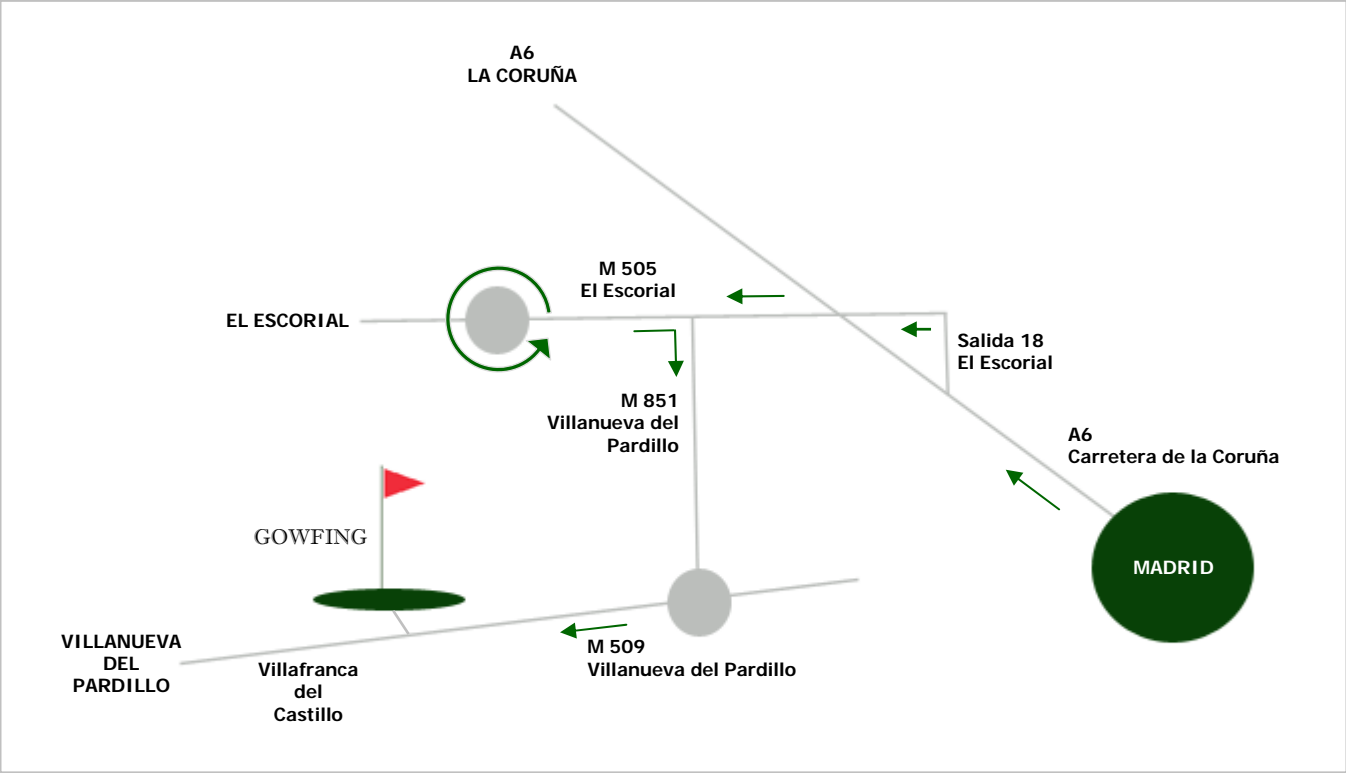 A6
LA CORUÑA
M 505
El Escorial
EL ESCORIAL
Salida 18
El Escorial
M 851
Villanueva del
Pardillo
A6
Carretera de la Coruña
GOWFING
MADRID
VILLANUEVA
DEL
PARDILLO
Villafranca
del
Castillo
M 509
Villanueva del Pardillo